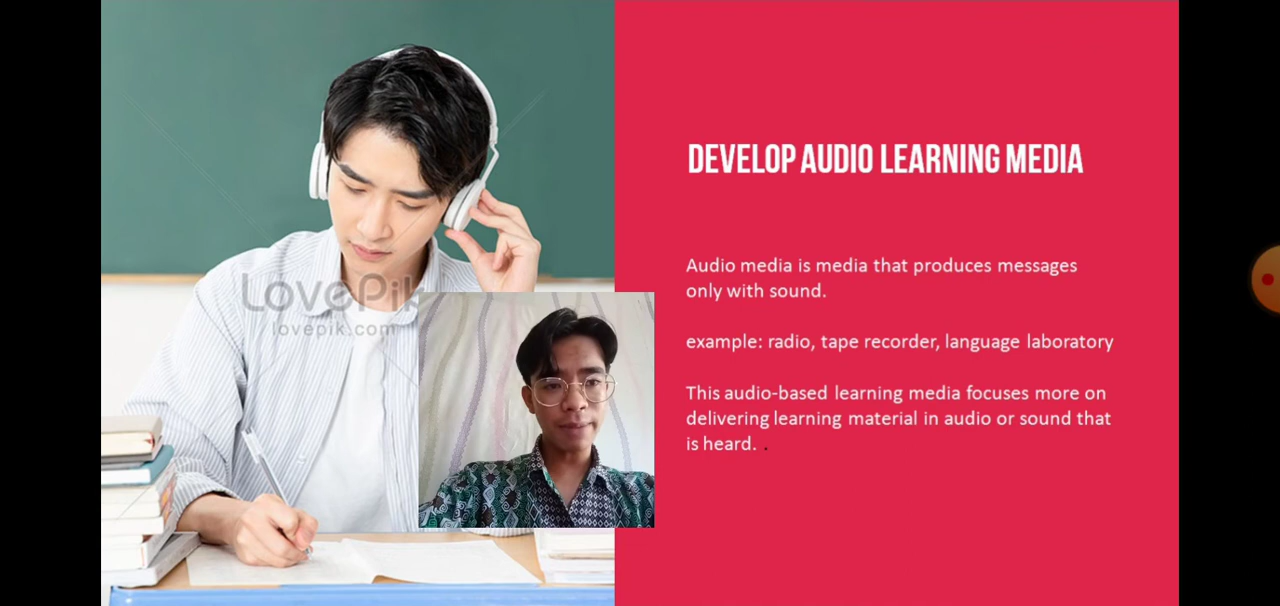 DEVELOP AUDIO LEARNING MEDIA
Audio media is media that produces messages
only with sound.
example: radio, tape recorder, language laboratory
This audio-based learning media focuses more on
delivering learning material in audio or sound that
is heard. .
LovePik
lovepik.com